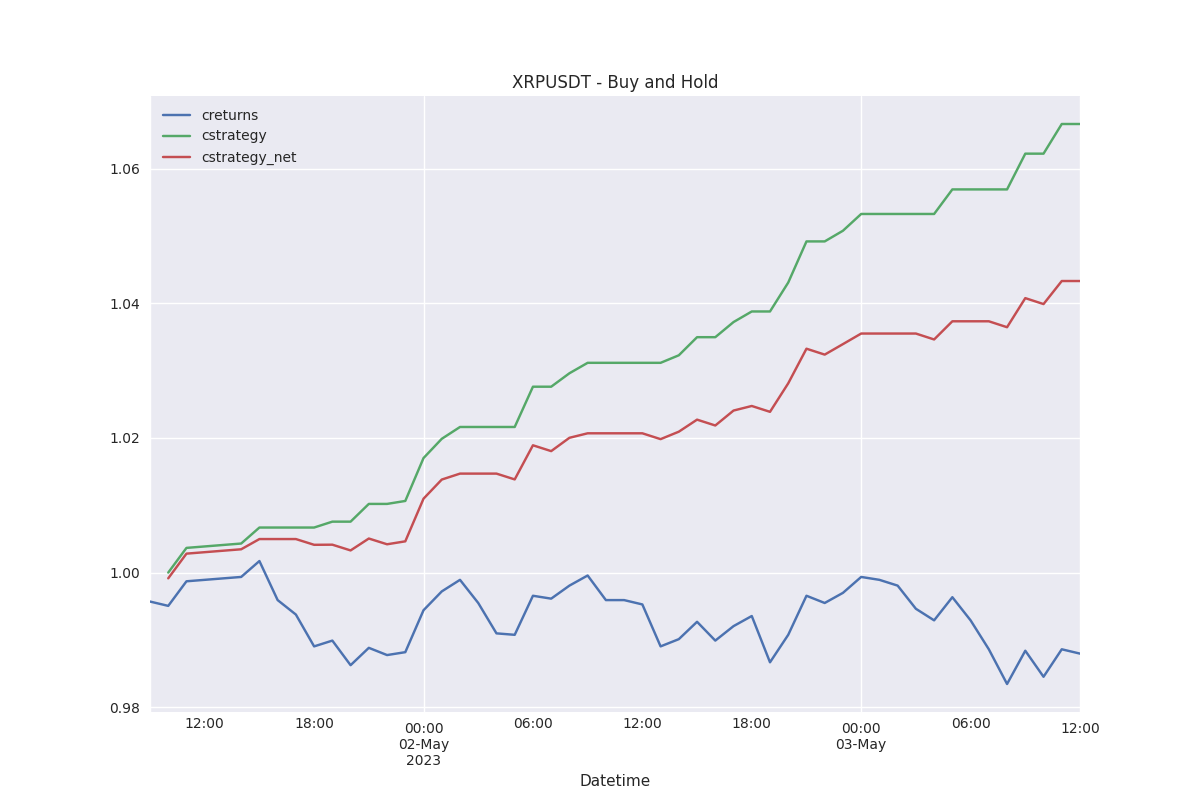 XRPUSDT - Buy and Hold
creturns
cstrategy
cstrategy_net
1.06
1.04
1.02
1.00
0.98
12:00
18:00
00:00
02-May
2023
06:00
12:00
18:00
00:00
03-May
06:00
12:00
Datetime